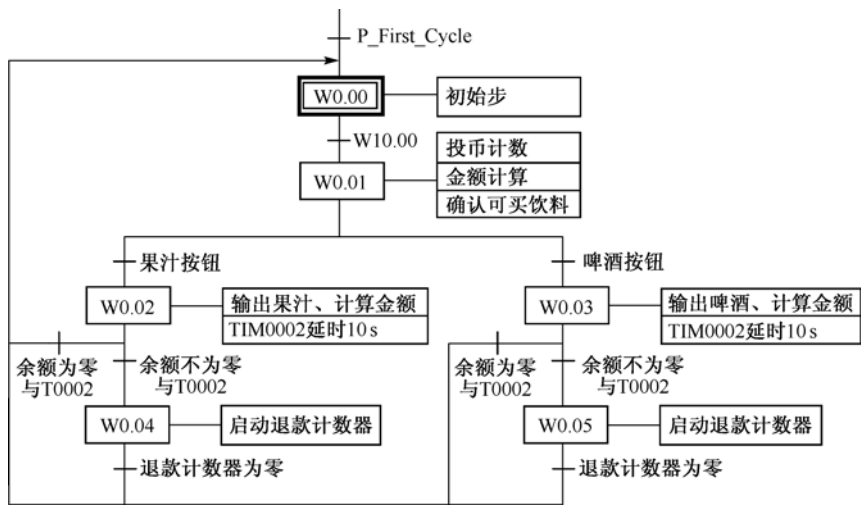 P_First_Cycle
W0.00
初始步
W10.00
W0.01
投币计数
金额计算
确认可买饮料
果汁按钮
啤酒按钮
W0.02
输出果汁、计算金额
TIM0002延时10 s
W0.03
输出啤酒、计算金额
TIM0002延时10 s
余额为零
与T0002
余额不为零
与T0002
余额为零
与T0002
余额不为零
与T0002
W0.04
启动退款计数器
W0.05
启动退款计数器
退款计数器为零
退款计数器为零